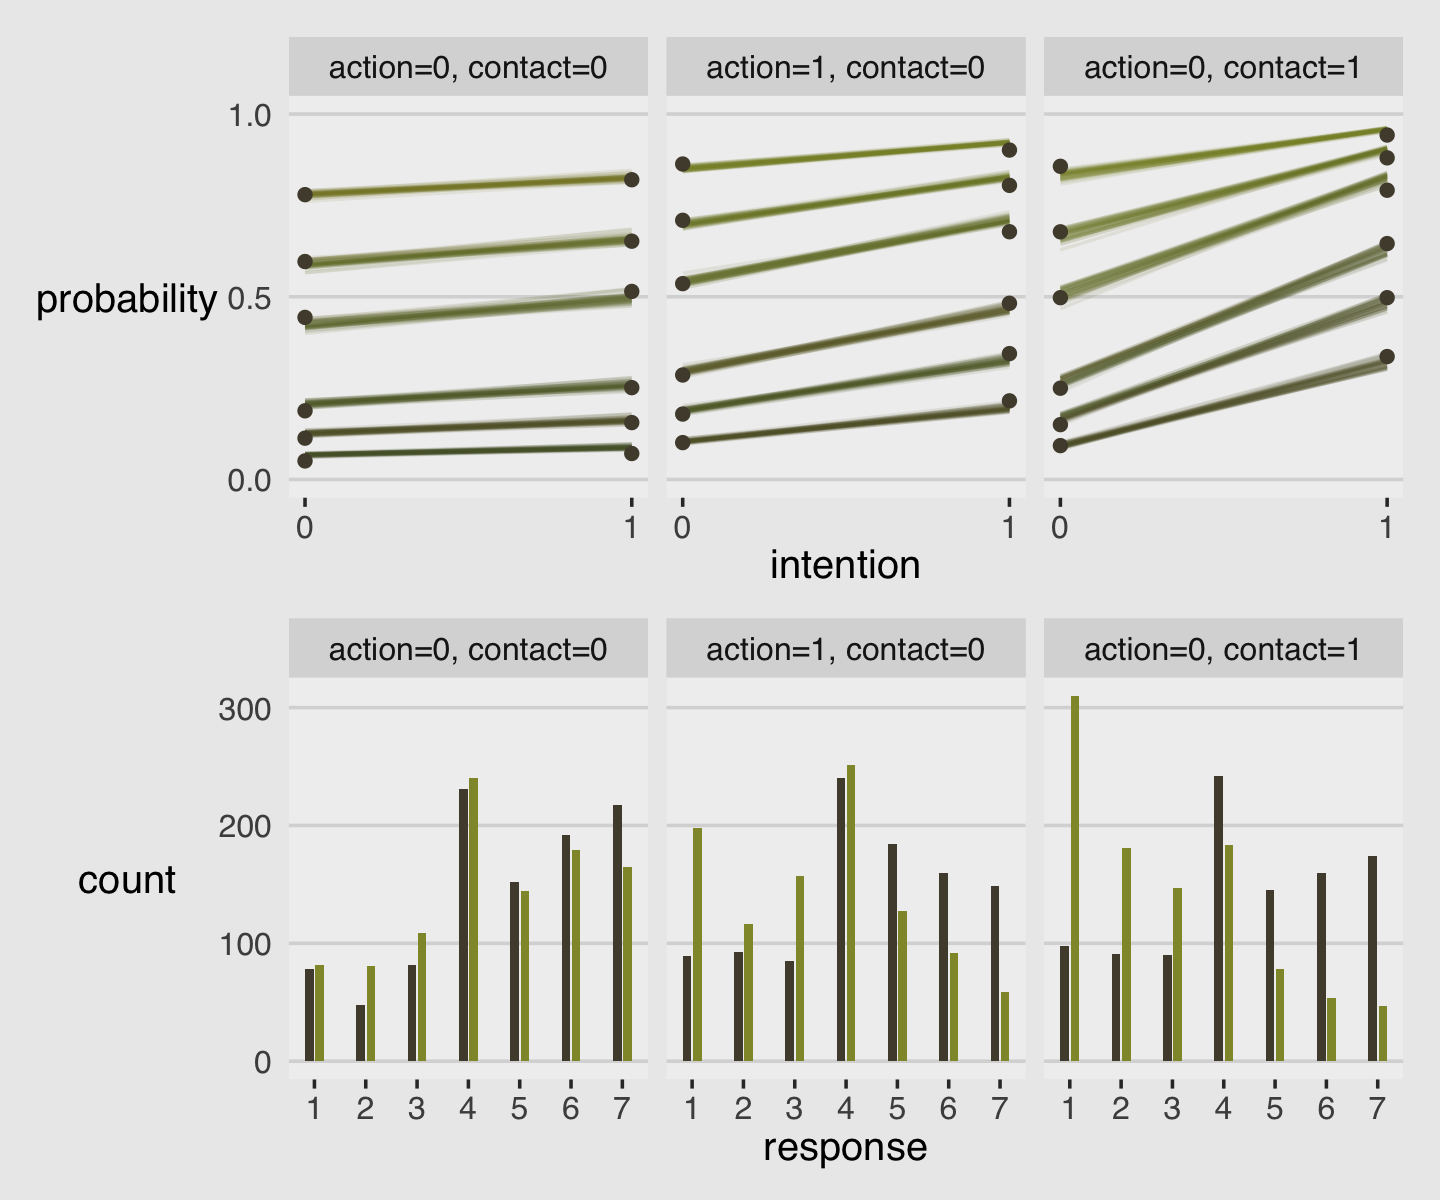 action=0, contact=0 action=1, contact=0 action=0, contact=1
1.0
probability 0.5
0.0
0 1 0 1 0 1
intention
action=0, contact=0 action=1, contact=0 action=0, contact=1
300
200
count
100
0
1 2 3 4 5 6 7 1 2 3 4 5 6 7 1 2 3 4 5 6 7
response